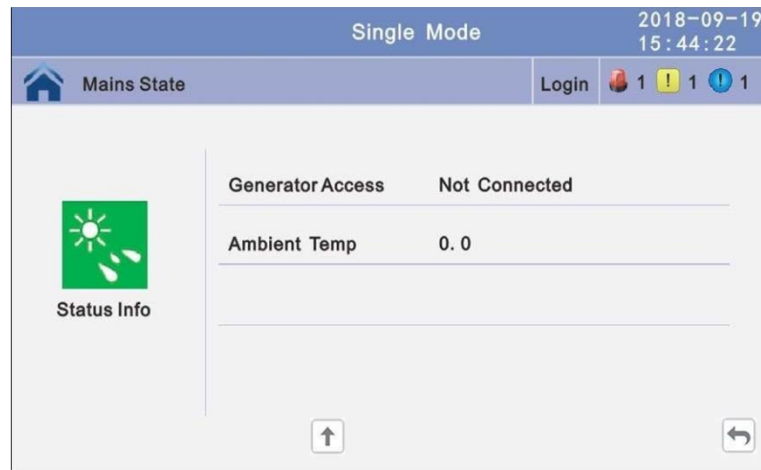 Single Mode
2018-09-19
15:44:22
Mains State
Login 1 ! 1 ! 1
Generator Access Not Connected
Ambient Temp 0.0
Status Info